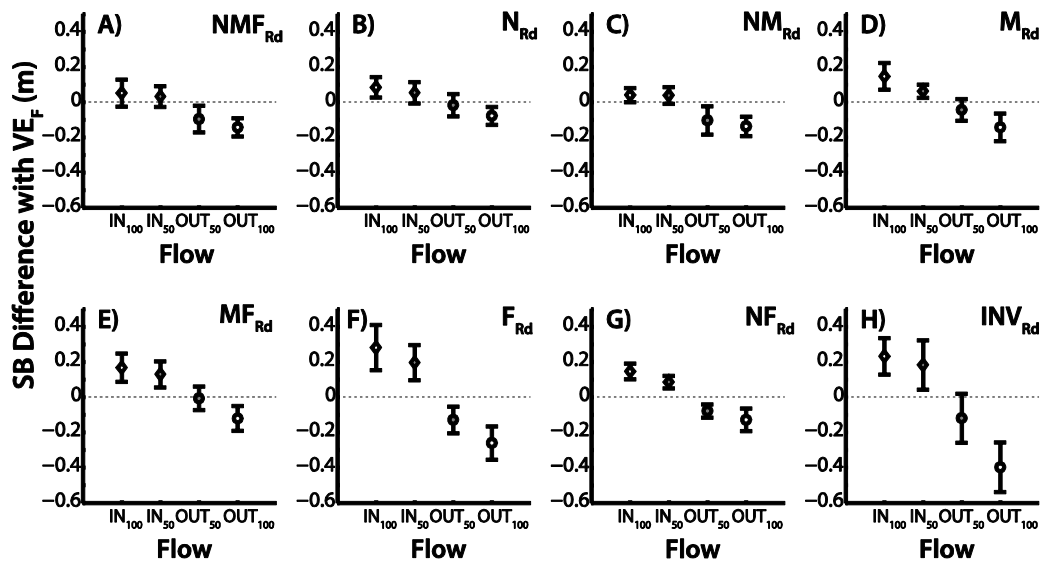 SB Difference with VE_F (m)
A) NMF_Rd
0.4
0.2
0
−0.2
−0.4
−0.6
IN_100 IN_50 OUT_50 OUT_100
Flow
B) N_Rd
0.4
0.2
0
−0.2
−0.4
−0.6
IN_100 IN_50 OUT_50 OUT_100
Flow
C) NM_Rd
0.4
0.2
0
−0.2
−0.4
−0.6
IN_100 IN_50 OUT_50 OUT_100
Flow
D) M_Rd
0.4
0.2
0
−0.2
−0.4
−0.6
IN_100 IN_50 OUT_50 OUT_100
Flow
E) MF_Rd
0.4
0.2
0
−0.2
−0.4
−0.6
IN_100 IN_50 OUT_50 OUT_100
Flow
F) F_Rd
0.4
0.2
0
−0.2
−0.4
−0.6
IN_100 IN_50 OUT_50 OUT_100
Flow
G) NF_Rd
0.4
0.2
0
−0.2
−0.4
−0.6
IN_100 IN_50 OUT_50 OUT_100
Flow
H) INV_Rd
0.4
0.2
0
−0.2
−0.4
−0.6
IN_100 IN_50 OUT_50 OUT_100
Flow